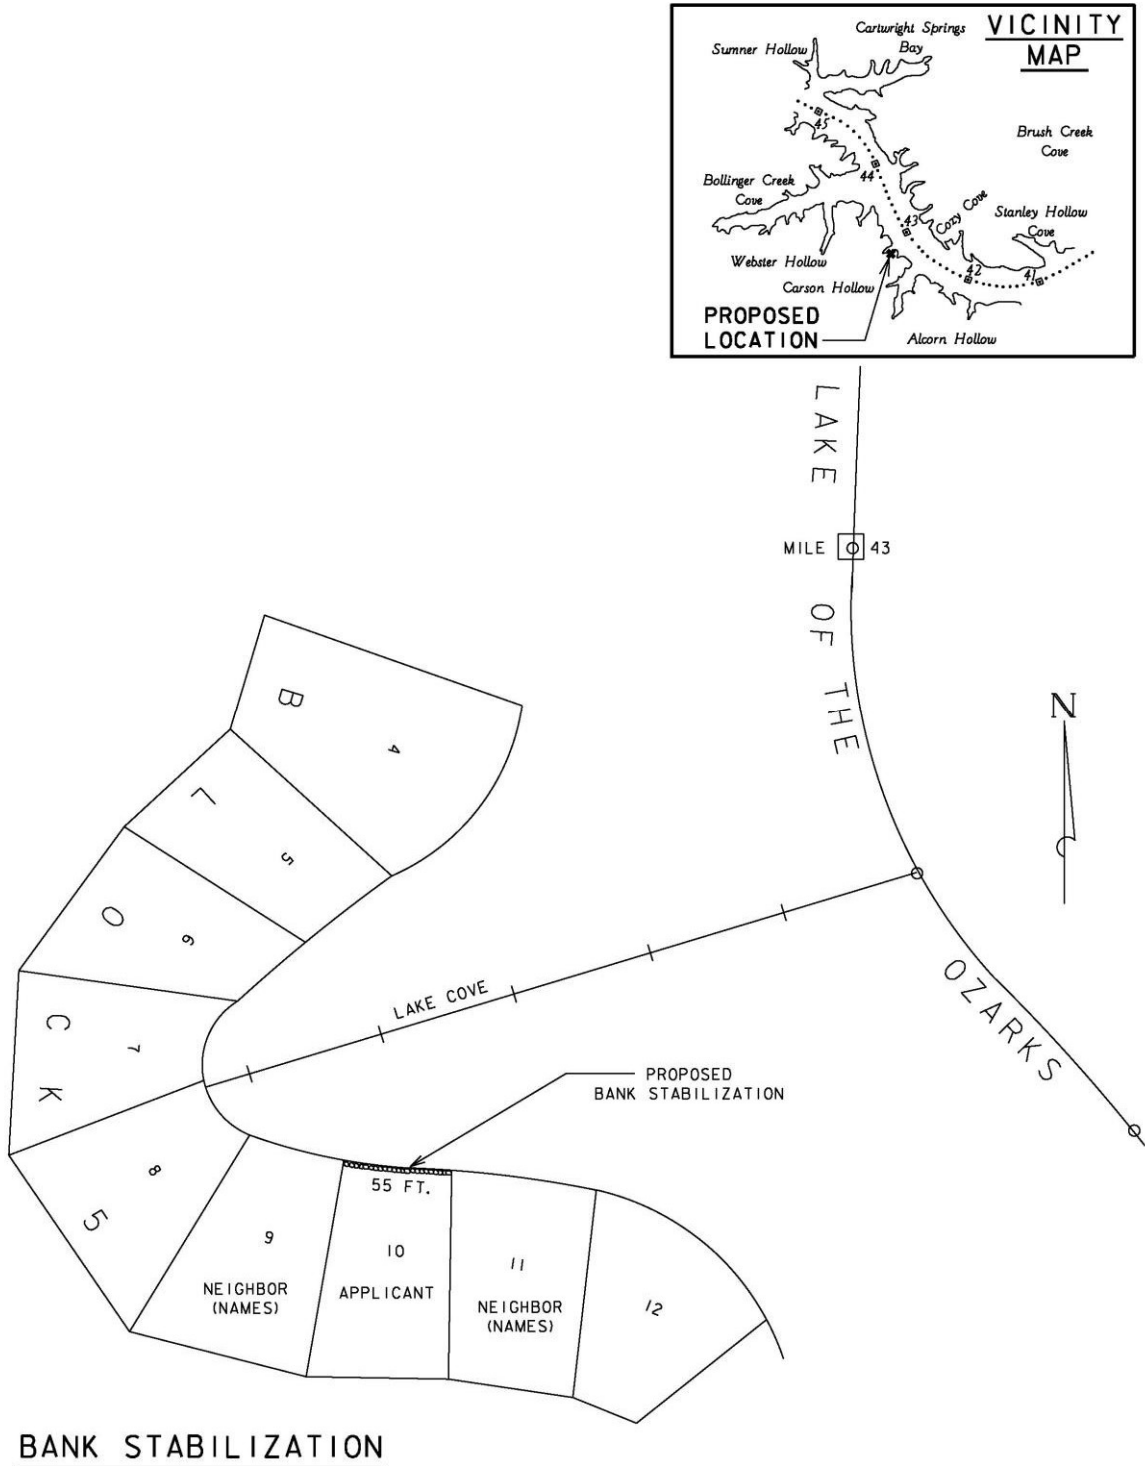 VICINITY
MAP
Cartwright Springs
Bay
Sumner Hollow
45
Brush Creek
Cove
44
Bollinger Creek
Cove
Cozy Cove
Stanley Hollow
Cove
43
Webster Hollow
42
41
Carson Hollow
PROPOSED
LOCATION
Alcorn Hollow
LAKE OF THE OZARKS
MILE 43
N
BLOCK 5
4
5
6
7
8
LAKE COVE
PROPOSED
BANK STABILIZATION
55 FT.
9
NEIGHBOR
(NAMES)
10
APPLICANT
11
NEIGHBOR
(NAMES)
12
BANK STABILIZATION